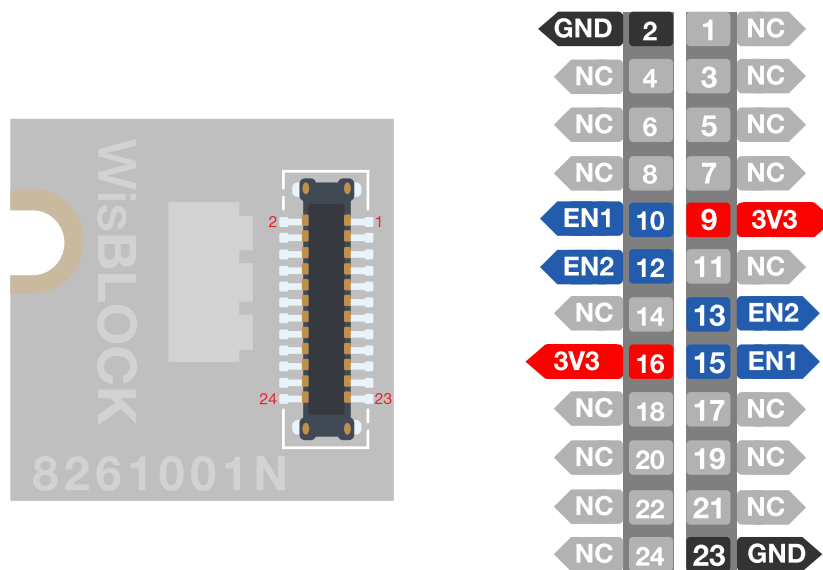 WisBLOCK
2 1
24 23
8261001N
GND 2 1 NC
NC 4 3 NC
NC 6 5 NC
NC 8 7 NC
EN1 10 9 3V3
EN2 12 11 NC
NC 14 13 EN2
3V3 16 15 EN1
NC 18 17 NC
NC 20 19 NC
NC 22 21 NC
NC 24 23 GND